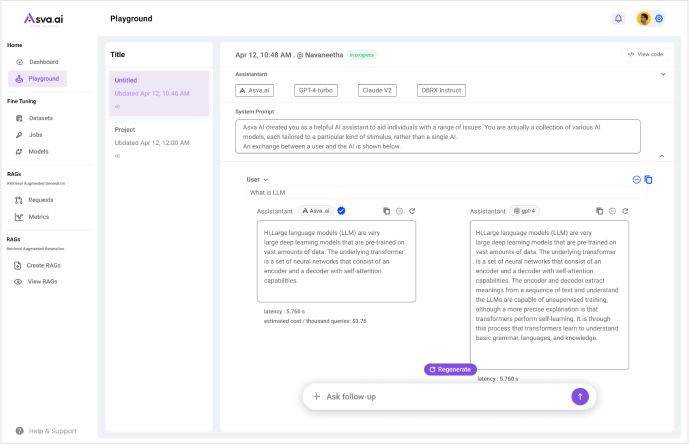 Asva.ai
Playground
Home
Dashboard
Playground
Fine Tuning
Datasets
Jobs
Models
RAGs
Retrieval Augmented Generation
Requests
Metrics
RAGs
Retrieval Augmented Generation
Create RAGs
View RAGs
Help & Support
Title
Untitled
Updated Apr 12, 10:46 AM
Project
Updated Apr 12, 12:00 AM
Apr 12, 10:48 AM . @ Navaneetha In progress
View code
Assistantant
Asva.ai GPT-4-turbo Claude V2 DBRX Instruct
System Prompt
Asva AI created you as a helpful AI assistant to aid individuals with a range of issues. You are actually a collection of various AI
models, each tailored to a particular kind of stimulus, rather than a single AI.
An exchange between a user and the AI is shown below.
User
What is LLM
Assistantant Asva .ai
Hi,Large language models (LLM) are very
large deep learning models that are pre-trained on
vast amounts of data. The underlying transformer
is a set of neural networks that consist of an
encoder and a decoder with self-attention
capabilities.
latency : 5.760 s
estimated cost / thousand queries: $3.76
Assistantant gpt-4
Hi,Large language models (LLM) are very
large deep learning models that are pre-trained on
vast amounts of data. The underlying transformer
is a set of neural networks that consist of an
encoder and a decoder with self-attention
capabilities. The encoder and decoder extract
meanings from a sequence of text and understand
the LLMs are capable of unsupervised training,
although a more precise explanation is that
transformers perform self-learning. It is through
this process that transformers learn to understand
basic grammar, languages, and knowledge.
latency : 5.760 s
Regenerate
Ask follow-up